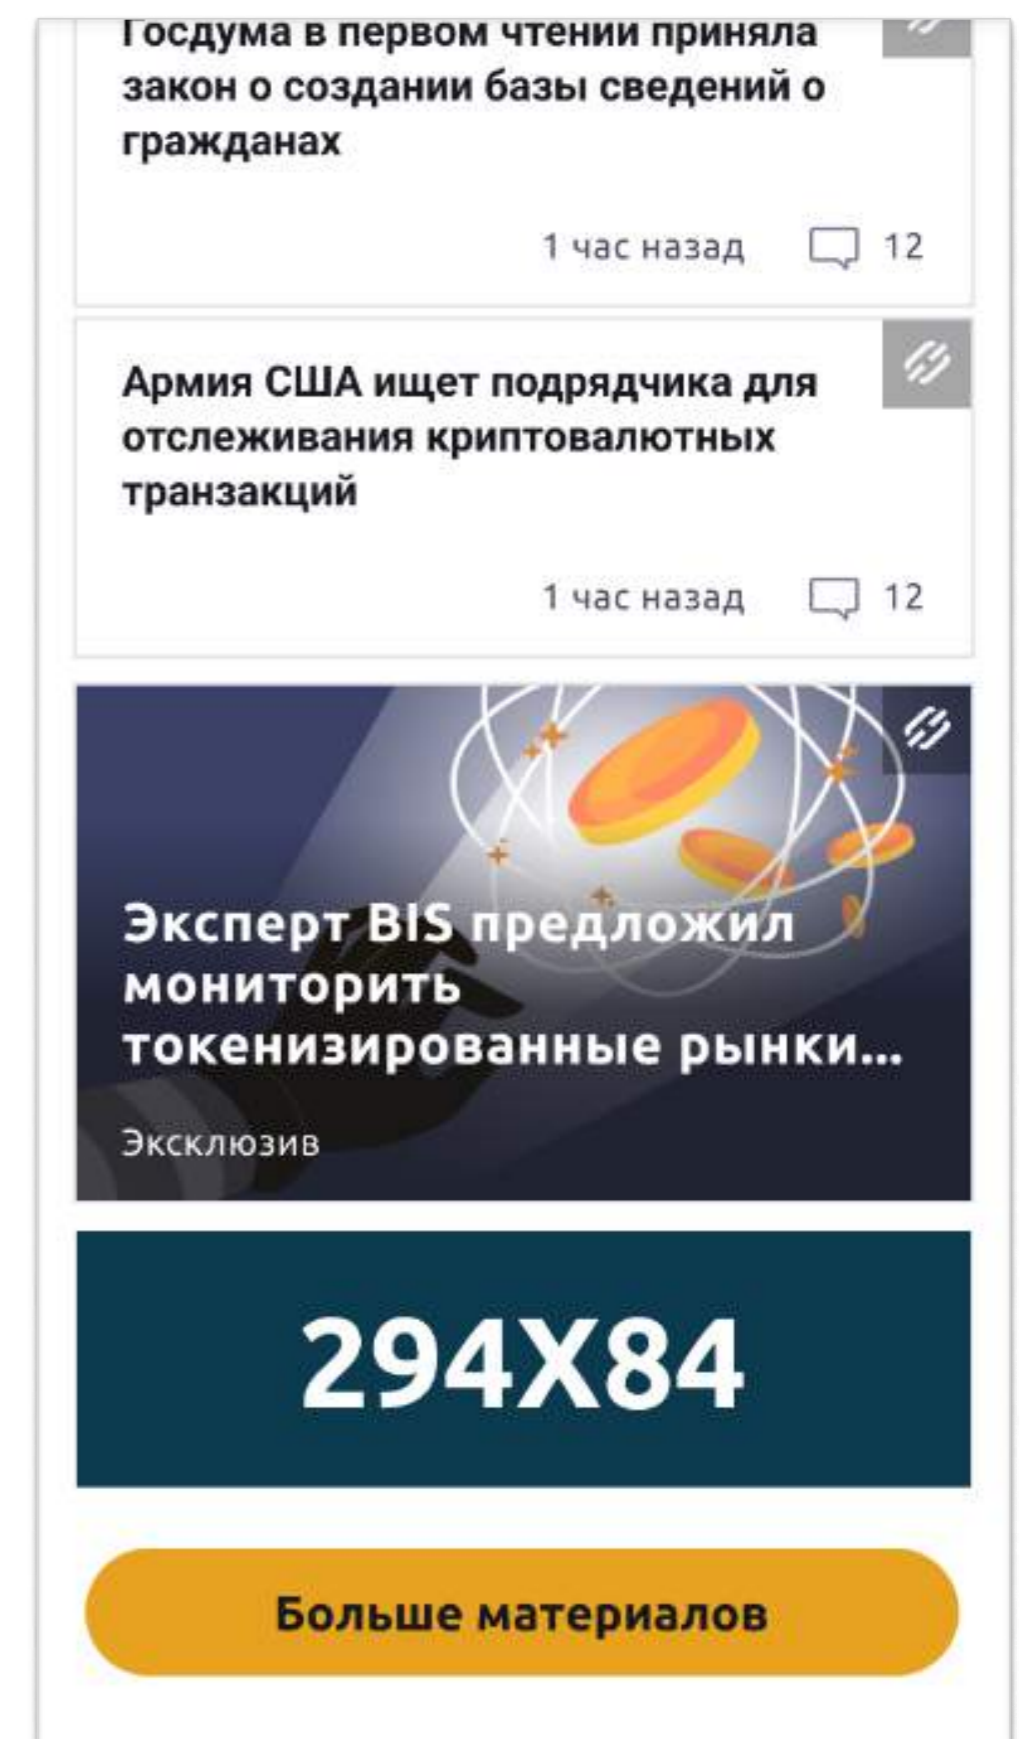 Госдума в первом чтении приняла
закон о создании базы сведений о
гражданах
1 час назад 12
Армия США ищет подрядчика для
отслеживания криптовалютных
транзакций
1 час назад 12
Эксперт BIS предложил
мониторить
токенизированные рынки...
Эксклюзив
294X84
Больше материалов